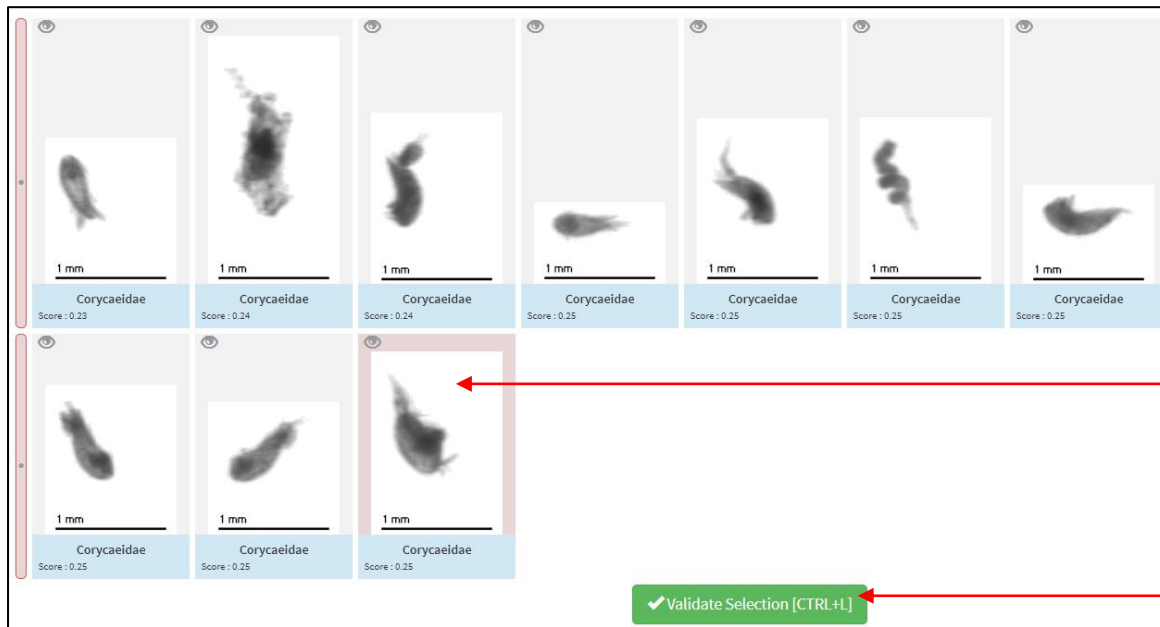 1 mm
Corycaeidae
Score : 0.23
1 mm
Corycaeidae
Score : 0.24
1 mm
Corycaeidae
Score : 0.24
1 mm
Corycaeidae
Score : 0.25
1 mm
Corycaeidae
Score : 0.25
1 mm
Corycaeidae
Score : 0.25
1 mm
Corycaeidae
Score : 0.25
1 mm
Corycaeidae
Score : 0.25
1 mm
Corycaeidae
Score : 0.25
1 mm
Corycaeidae
Score : 0.25
Validate Selection [CTRL+L]